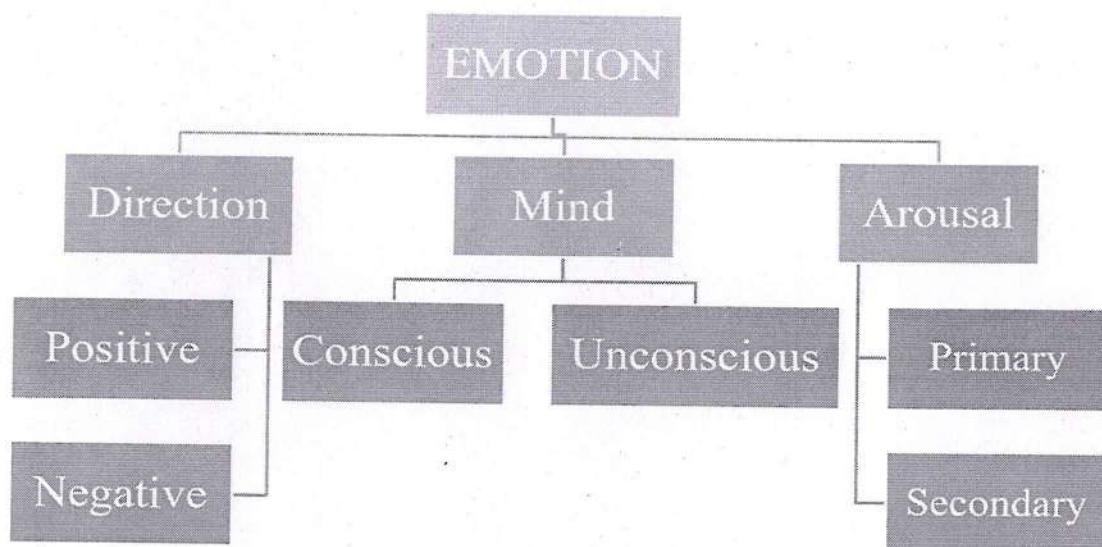 EMOTION
Direction
Mind
Arousal
Positive
Conscious
Unconscious
Primary
Negative
Secondary